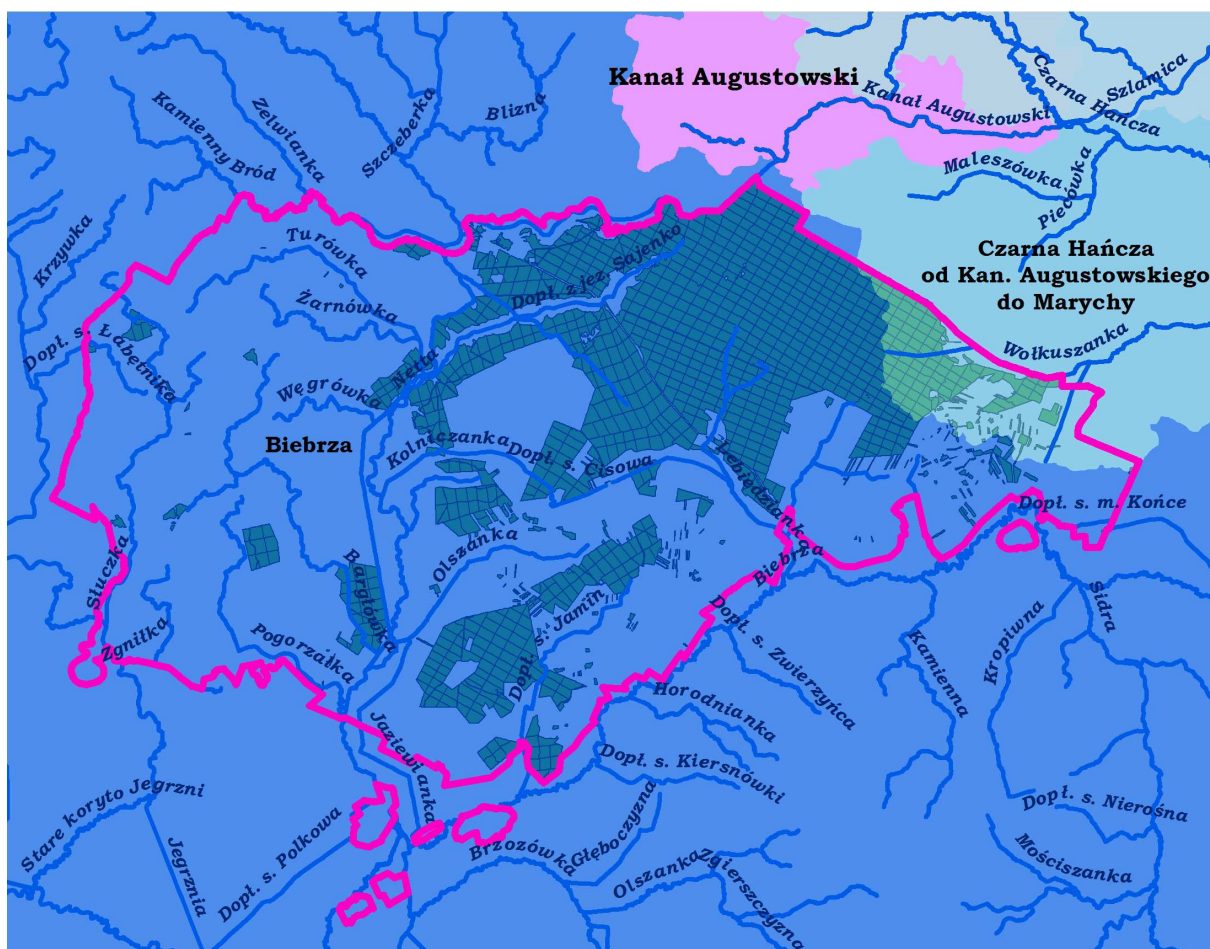 Kanał Augustowski
Kanał Augustowski
Czarna Hańcza
Szlamica
Blizna
Szczeberka
Zelwianka
Kamienny Bród
Krzywka
Maleszówka
Piecówka
Turówka
Żarnówka
Dopł. z jez. Sajenko
Czarna Hańcza
od Kan. Augustowskiego
do Marychy
Wołkuszanka
Dopł. s. Łabętnika
Netta
Węgrówka
Biebrza
Kolniczanka
Dopł. s. Cisowa
Lebiedzianka
Dopł. s. m. Końce
Olszanka
Biebrza
Słuczka
Bargłówka
Sidra
Kropiwna
Kamienna
Zgniłka
Pogorzałka
Dopł. s. Jamin
Dopł. s. Zwierzyńca
Horodnianka
Jaziewianka
Dopł. s. Kiersnówki
Stare koryto Jegrzni
Dopł. s. Nierośna
Dopł. s. Polkowa
Jegrznia
Brzozówka
Głęboczyzna
Olszanka
Zgierszczyzna
Mościszanka